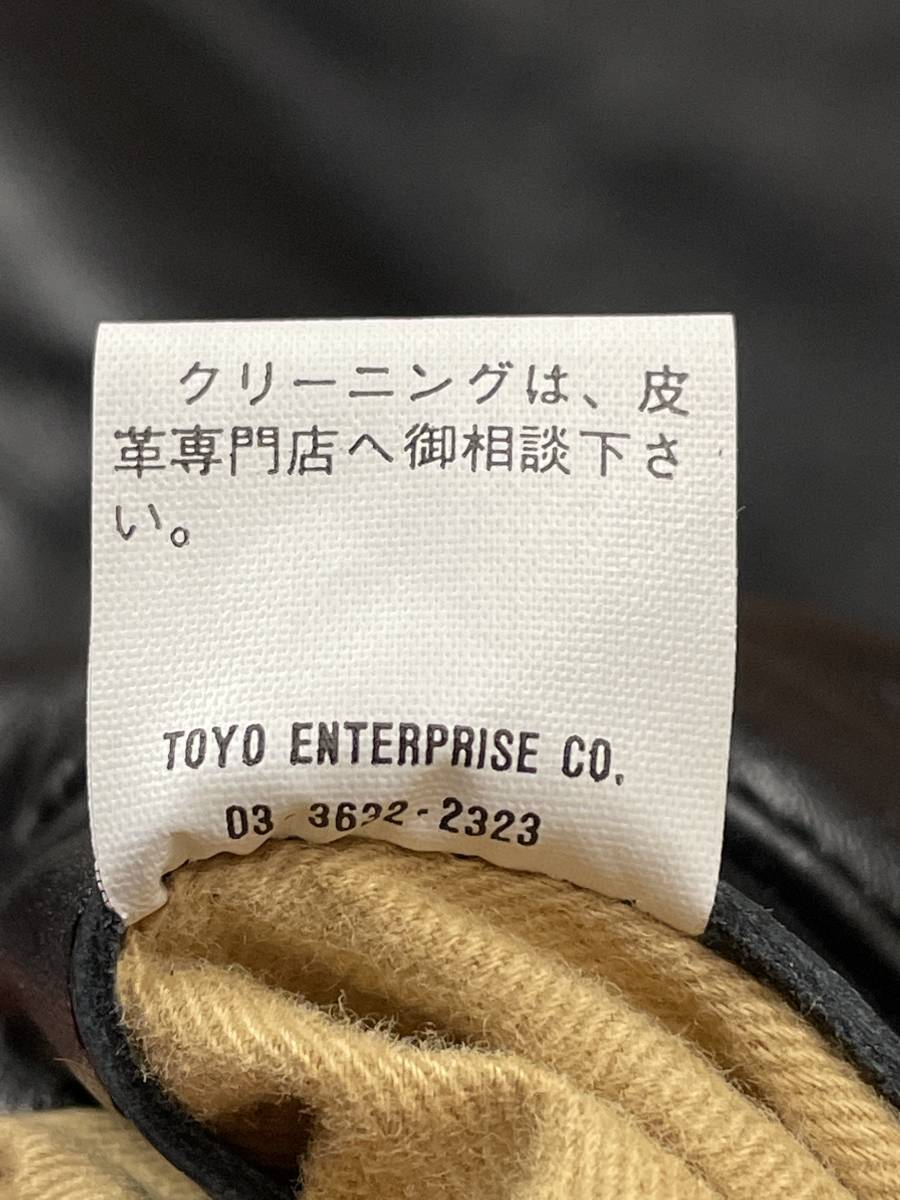 クリーニングは、皮
革専門店へ御相談下さ
い。
TOYO ENTERPRISE CO.
03-3632-2323